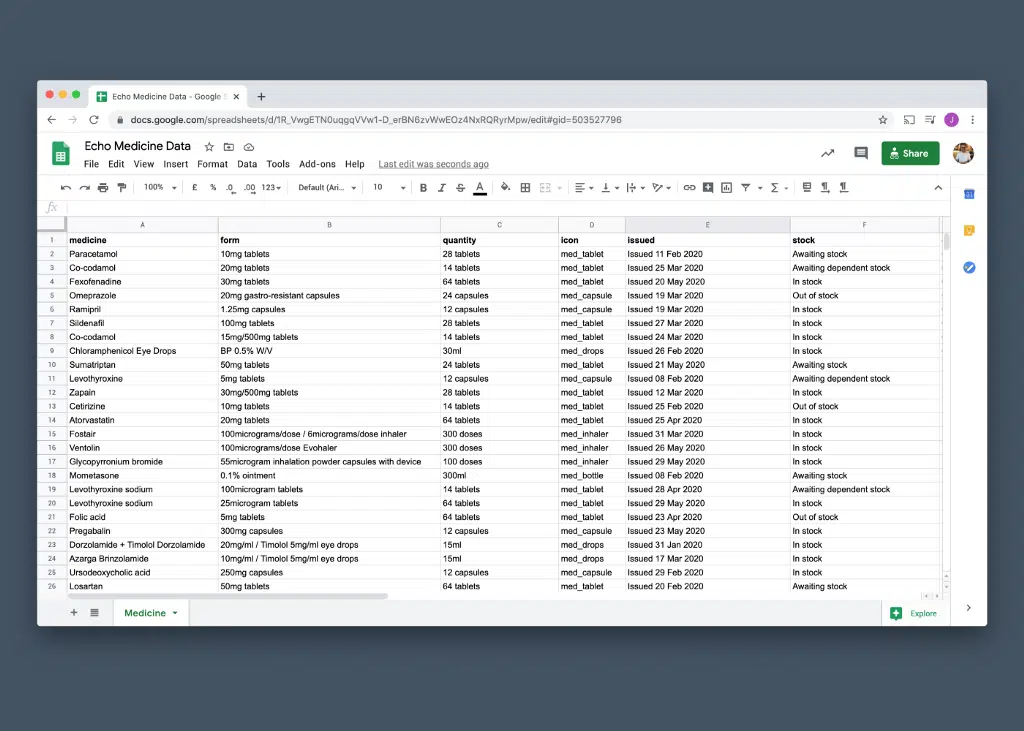 Echo Medicine Data - Google S
docs.google.com/spreadsheets/d/1R_VwgETN0uqgqVVw1-D_erBN6zvWwEOz4NxRQRyrMpw/edit#gid=503527796
J
Echo Medicine Data
File Edit View Insert Format Data Tools Add-ons Help Last edit was seconds ago
Share
100% £ % .0 .00 123 Default (Ari... 10 B I S A
fx
A B C D E F
1 medicine form quantity icon issued stock
2 Paracetamol 10mg tablets 28 tablets med_tablet Issued 11 Feb 2020 Awaiting stock
3 Co-codamol 20mg tablets 14 tablets med_tablet Issued 25 Mar 2020 Awaiting dependent stock
4 Fexofenadine 30mg tablets 64 tablets med_tablet Issued 20 May 2020 In stock
5 Omeprazole 20mg gastro-resistant capsules 24 capsules med_capsule Issued 19 Mar 2020 Out of stock
6 Ramipril 1.25mg capsules 12 capsules med_capsule Issued 19 Mar 2020 In stock
7 Sildenafil 100mg tablets 28 tablets med_tablet Issued 27 Mar 2020 In stock
8 Co-codamol 15mg/500mg tablets 14 tablets med_tablet Issued 24 Mar 2020 In stock
9 Chloramphenicol Eye Drops BP 0.5% W/V 30ml med_drops Issued 26 Feb 2020 In stock
10 Sumatriptan 50mg tablets 24 tablets med_tablet Issued 21 May 2020 Awaiting stock
11 Levothyroxine 5mg tablets 12 capsules med_capsule Issued 08 Feb 2020 Awaiting dependent stock
12 Zapain 30mg/500mg tablets 28 tablets med_tablet Issued 12 Mar 2020 In stock
13 Cetirizine 10mg tablets 14 tablets med_tablet Issued 25 Feb 2020 Out of stock
14 Atorvastatin 20mg tablets 64 tablets med_tablet Issued 25 Apr 2020 In stock
15 Fostair 100micrograms/dose / 6micrograms/dose inhaler 300 doses med_inhaler Issued 31 Mar 2020 In stock
16 Ventolin 100micrograms/dose Evohaler 300 doses med_inhaler Issued 26 May 2020 In stock
17 Glycopyrronium bromide 55microgram inhalation powder capsules with device 100 doses med_inhaler Issued 29 May 2020 In stock
18 Mometasone 0.1% ointment 300ml med_bottle Issued 08 Feb 2020 Awaiting stock
19 Levothyroxine sodium 100microgram tablets 14 tablets med_tablet Issued 28 Apr 2020 Awaiting dependent stock
20 Levothyroxine sodium 25microgram tablets 64 tablets med_tablet Issued 29 May 2020 In stock
21 Folic acid 5mg tablets 64 tablets med_tablet Issued 23 Apr 2020 Out of stock
22 Pregabalin 300mg capsules 12 capsules med_capsule Issued 23 May 2020 In stock
23 Dorzolamide + Timolol Dorzolamide 20mg/ml / Timolol 5mg/ml eye drops 15ml med_drops Issued 31 Jan 2020 In stock
24 Azarga Brinzolamide 10mg/ml / Timolol 5mg/ml eye drops 15ml med_drops Issued 17 Mar 2020 In stock
25 Ursodeoxycholic acid 250mg capsules 12 capsules med_capsule Issued 29 Feb 2020 In stock
26 Losartan 50mg tablets 64 tablets med_tablet Issued 20 Feb 2020 Awaiting stock
Medicine
Explore